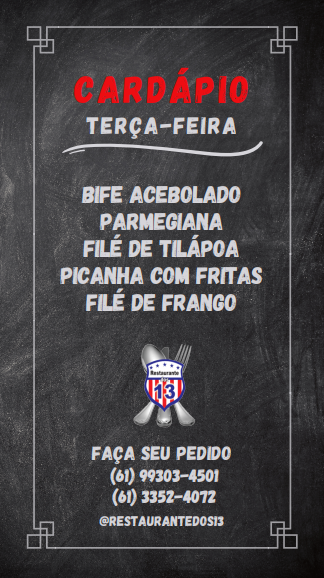 CARDÁPIO
TERÇA-FEIRA
BIFE ACEBOLADO
PARMEGIANA
FILÉ DE TILÁPOA
PICANHA COM FRITAS
FILÉ DE FRANGO
Restaurante
13
FAÇA SEU PEDIDO
(61) 99303-4501
(61) 3352-4072
@RESTAURANTEDOS13